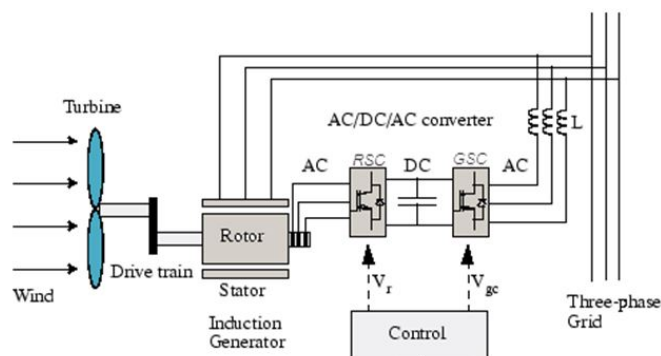 Turbine
AC/DC/AC converter
L
AC
RSC
DC
GSC
AC
Rotor
Drive train
Stator
Wind
Induction
Generator
Vr
Vgc
Control
Three-phase
Grid